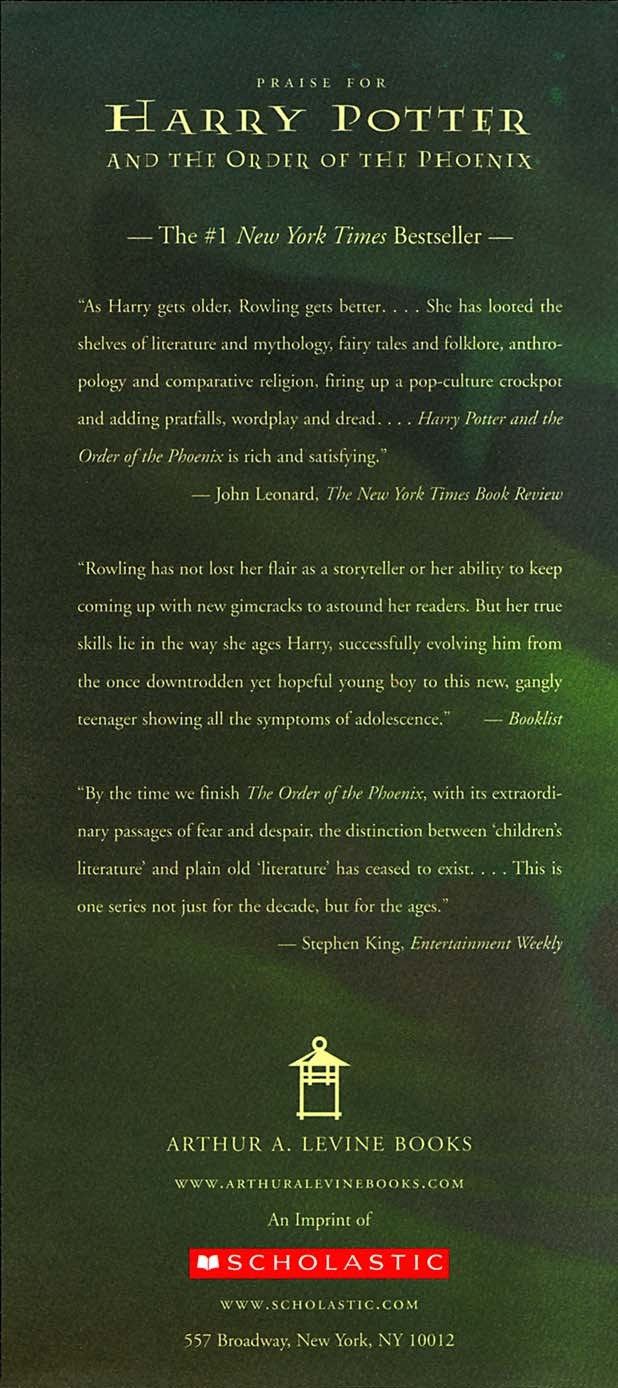 PRAISE FOR
HARRY POTTER
AND THE ORDER OF THE PHOENIX
— The #1 New York Times Bestseller —
“As Harry gets older, Rowling gets better. . . . She has looted the
shelves of literature and mythology, fairy tales and folklore, anthro-
pology and comparative religion, firing up a pop-culture crockpot
and adding pratfalls, wordplay and dread. . . . Harry Potter and the
Order of the Phoenix is rich and satisfying.”
— John Leonard, The New York Times Book Review
“Rowling has not lost her flair as a storyteller or her ability to keep
coming up with new gimcracks to astound her readers. But her true
skills lie in the way she ages Harry, successfully evolving him from
the once downtrodden yet hopeful young boy to this new, gangly
teenager showing all the symptoms of adolescence.” — Booklist
“By the time we finish The Order of the Phoenix, with its extraordi-
nary passages of fear and despair, the distinction between ‘children’s
literature’ and plain old ‘literature’ has ceased to exist. . . . This is
one series not just for the decade, but for the ages.”
— Stephen King, Entertainment Weekly
ARTHUR A. LEVINE BOOKS
WWW.ARTHURALEVINEBOOKS.COM
An Imprint of
SCHOLASTIC
WWW.SCHOLASTIC.COM
557 Broadway, New York, NY 10012